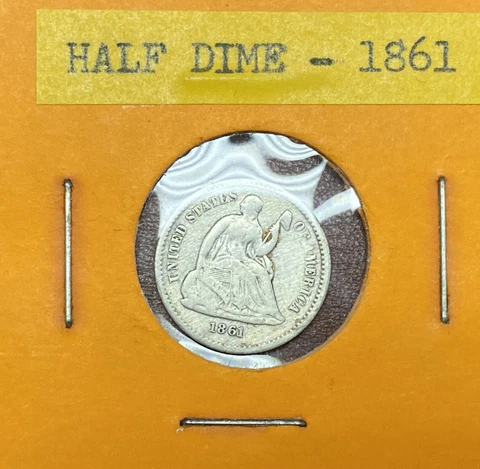 HALF DIME - 1861
UNITED STATES OF AMERICA
1861